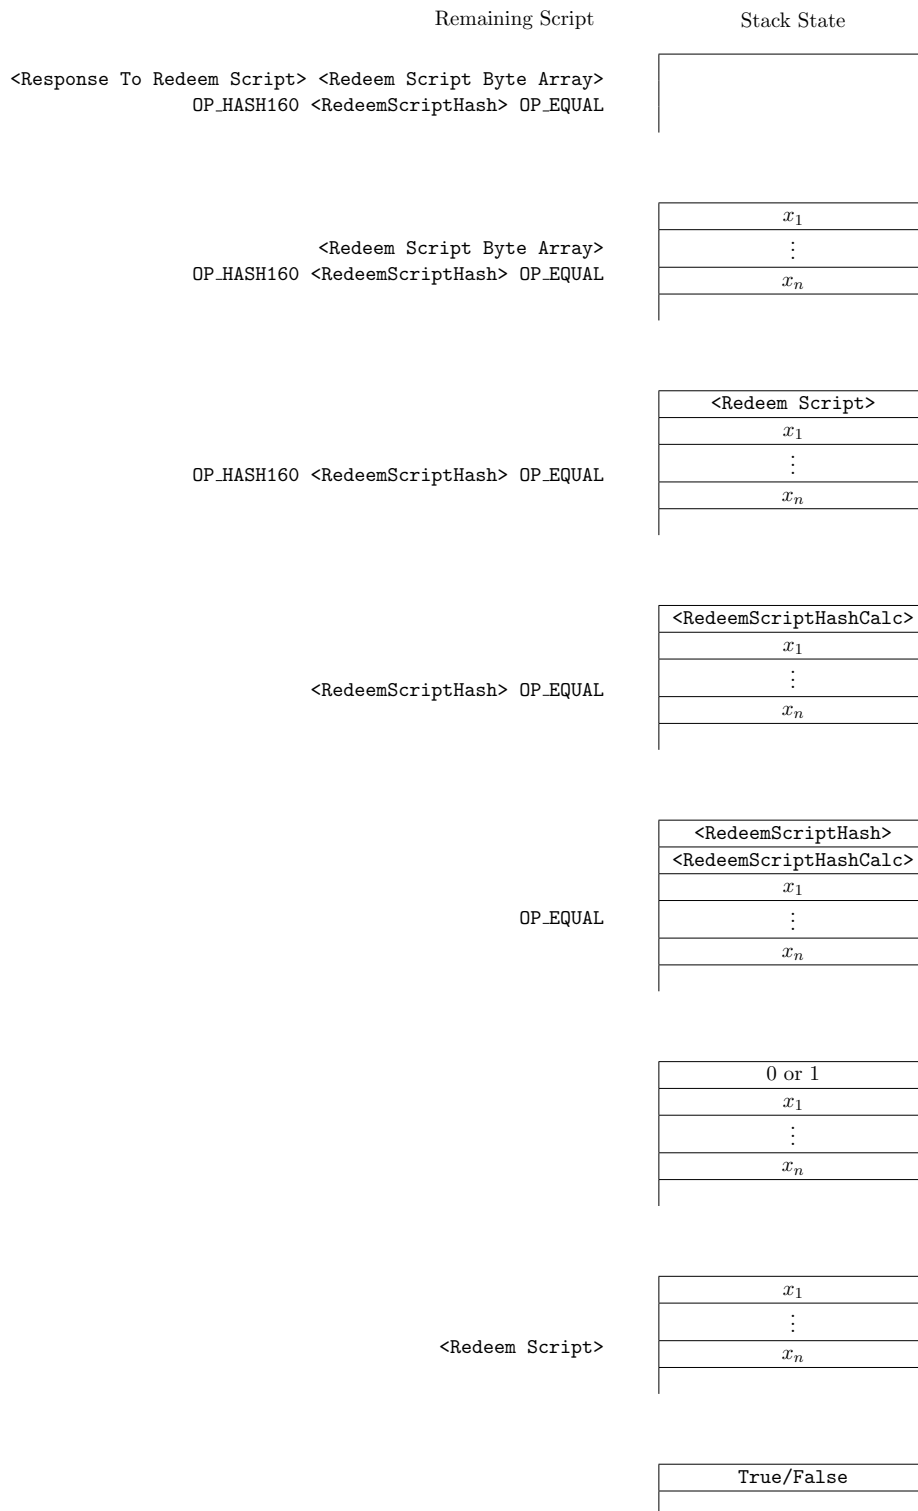 Remaining Script
Stack State
<Response To Redeem Script> <Redeem Script Byte Array>
OP_HASH160 <RedeemScriptHash> OP_EQUAL
<Redeem Script Byte Array>
OP_HASH160 <RedeemScriptHash> OP_EQUAL
x₁
⋮
xₙ
OP_HASH160 <RedeemScriptHash> OP_EQUAL
<Redeem Script>
x₁
⋮
xₙ
<RedeemScriptHash> OP_EQUAL
<RedeemScriptHashCalc>
x₁
⋮
xₙ
OP_EQUAL
<RedeemScriptHash>
<RedeemScriptHashCalc>
x₁
⋮
xₙ
0 or 1
x₁
⋮
xₙ
<Redeem Script>
x₁
⋮
xₙ
True/False